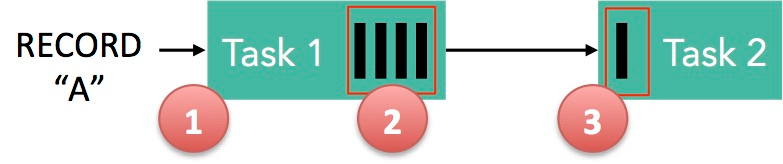 RECORD
“A”
Task 1
Task 2
1
2
3